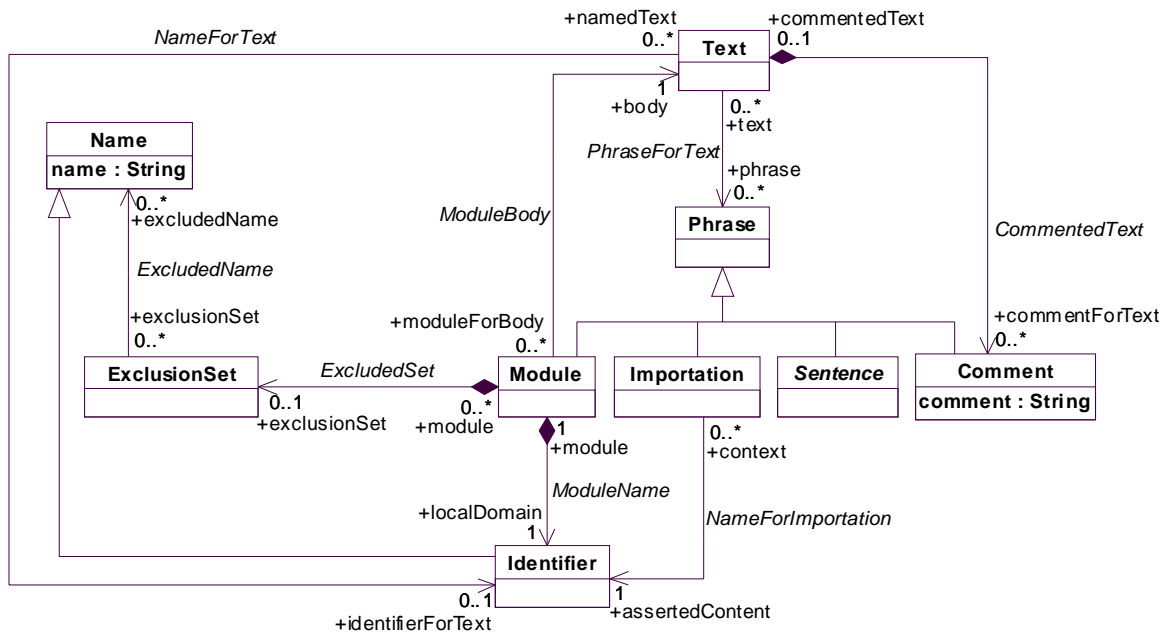 +namedText
+commentedText
NameForText
0..*
0..1
Text
1
+body
0..*
+text
Name
name : String
PhraseForText
+phrase
0..*
0..*
+excludedName
ModuleBody
Phrase
CommentedText
ExcludedName
+exclusionSet
0..*
+moduleForBody
0..*
+commentForText
0..*
ExclusionSet
ExcludedSet
Module
Importation
Sentence
Comment
comment : String
0..1
+exclusionSet
0..*
+module
1
+module
0..*
+context
ModuleName
+localDomain
1
NameForImportation
Identifier
0..1
+identifierForText
1
+assertedContent